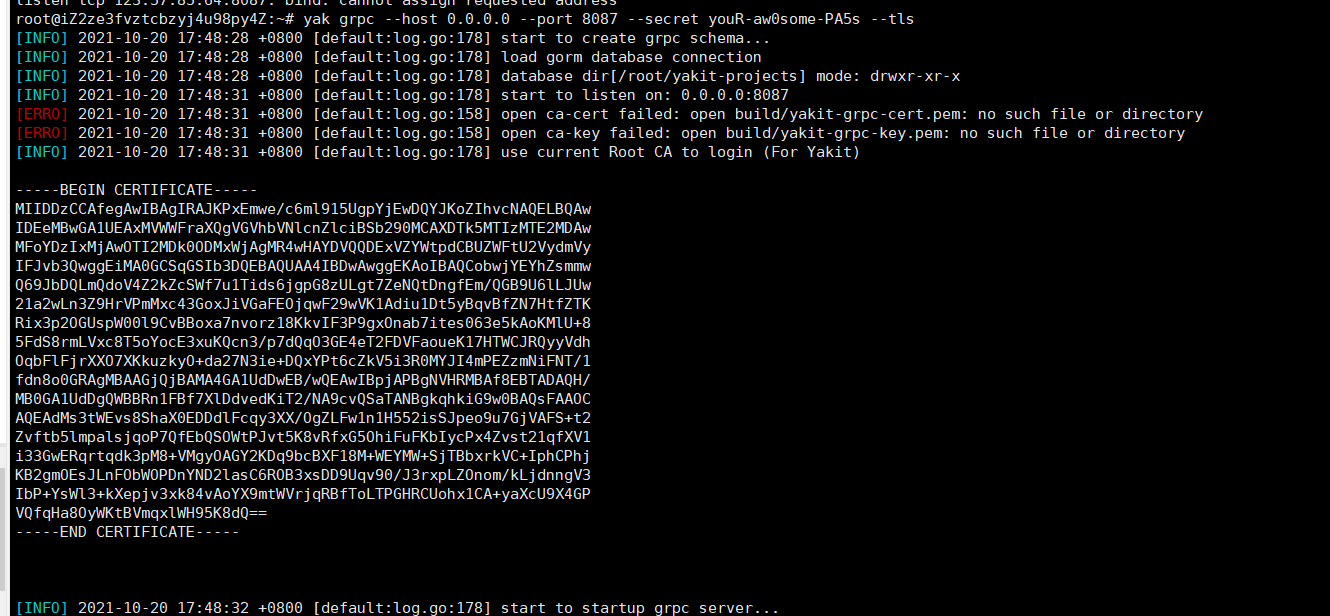 listen tcp 123.57.85.64:8087: bind: cannot assign requested address
root@iZ2ze3fvztcbzyj4u98py4Z:~# yak grpc --host 0.0.0.0 --port 8087 --secret youR-aw0some-PA5s --tls
[INFO] 2021-10-20 17:48:28 +0800 [default:log.go:178] start to create grpc schema...
[INFO] 2021-10-20 17:48:28 +0800 [default:log.go:178] load gorm database connection
[INFO] 2021-10-20 17:48:28 +0800 [default:log.go:178] database dir[/root/yakit-projects] mode: drwxr-xr-x
[INFO] 2021-10-20 17:48:31 +0800 [default:log.go:178] start to listen on: 0.0.0.0:8087
[ERRO] 2021-10-20 17:48:31 +0800 [default:log.go:158] open ca-cert failed: open build/yakit-grpc-cert.pem: no such file or directory
[ERRO] 2021-10-20 17:48:31 +0800 [default:log.go:158] open ca-key failed: open build/yakit-grpc-key.pem: no such file or directory
[INFO] 2021-10-20 17:48:31 +0800 [default:log.go:178] use current Root CA to login (For Yakit)
-----BEGIN CERTIFICATE-----
MIIDDzCCAfegAwIBAgIRAJKPxEmwe/c6ml915UgpYjEwDQYJKoZIhvcNAQELBQAw
IDEeMBwGA1UEAxMVWWFraXQgVGVhbVNlcnZlciBSb290MCAXDTk5MTIzMTE2MDAw
MFoYDzIxMjAwOTI2MDk0ODMxWjAgMR4wHAYDVQQDExVZYWtpdCBUZWFtU2VydmVy
IFJvb3QwggEiMA0GCSqGSIb3DQEBAQUAA4IBDwAwggEKAoIBAQCobwjYEYhZsmmw
Q69JbDQLmQdoV4Z2kZcSWf7u1Tids6jgpG8zULgt7ZeNQtDngfEm/QGB9U6lLJUw
21a2wLn3Z9HrVPmMxc43GoxJiVGaFEOjqwF29wVK1Adiu1Dt5yBqvBfZN7HtfZTK
Rix3p2OGUspW00l9CvBBoxa7nvorz18KkvIF3P9gxOnab7ites063e5kAoKMlU+8
5FdS8rmLVxc8T5oYocE3xuKQcn3/p7dQqO3GE4eT2FDVFaoueK17HTWCJRQyyVdh
OqbFlFjrXXO7XKkuzkyO+da27N3ie+DQxYPt6cZkV5i3R0MYJI4mPEZzmNiFNT/1
fdn8o0GRAgMBAAGjQjBAMA4GA1UdDwEB/wQEAwIBpjAPBgNVHRMBAf8EBTADAQH/
MB0GA1UdDgQWBBRn1FBf7XlDdvedKiT2/NA9cvQSaTANBgkqhkiG9w0BAQsFAAOC
AQEAdMs3tWEvs8ShaX0EDDdlFcqy3XX/OgZLFw1n1H552isSJpeo9u7GjVAFS+t2
Zvftb5lmpalsjqoP7QfEbQSOWtPJvt5K8vRfxG5OhiFuFKbIycPx4Zvst21qfXV1
i33GwERqrtqdk3pM8+VMgyOAGY2KDq9bcBXF18M+WEYMW+SjTBbxrkVC+IphCPhj
KB2gmOEsJLnFObWOPDnYND2lasC6ROB3xsDD9Uqv90/J3rxpLZOnom/kLjdnngV3
IbP+YsWl3+kXepjv3xk84vAoYX9mtWVrjqRBfToLTPGHRCUohx1CA+yaXcU9X4GP
VQfqHa8OyWKtBVmqxlWH95K8dQ==
-----END CERTIFICATE-----
[INFO] 2021-10-20 17:48:32 +0800 [default:log.go:178] start to startup grpc server...